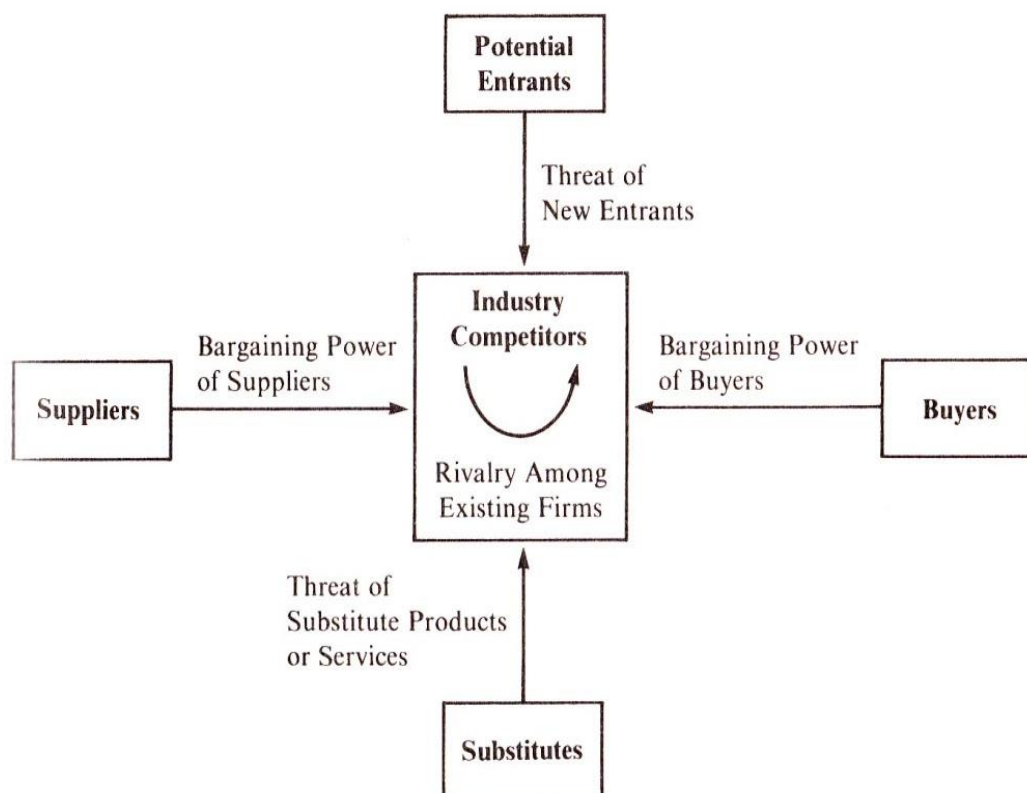 Potential
Entrants
Threat of
New Entrants
Industry
Competitors
Bargaining Power
of Suppliers
Bargaining Power
of Buyers
Suppliers
Buyers
Rivalry Among
Existing Firms
Threat of
Substitute Products
or Services
Substitutes